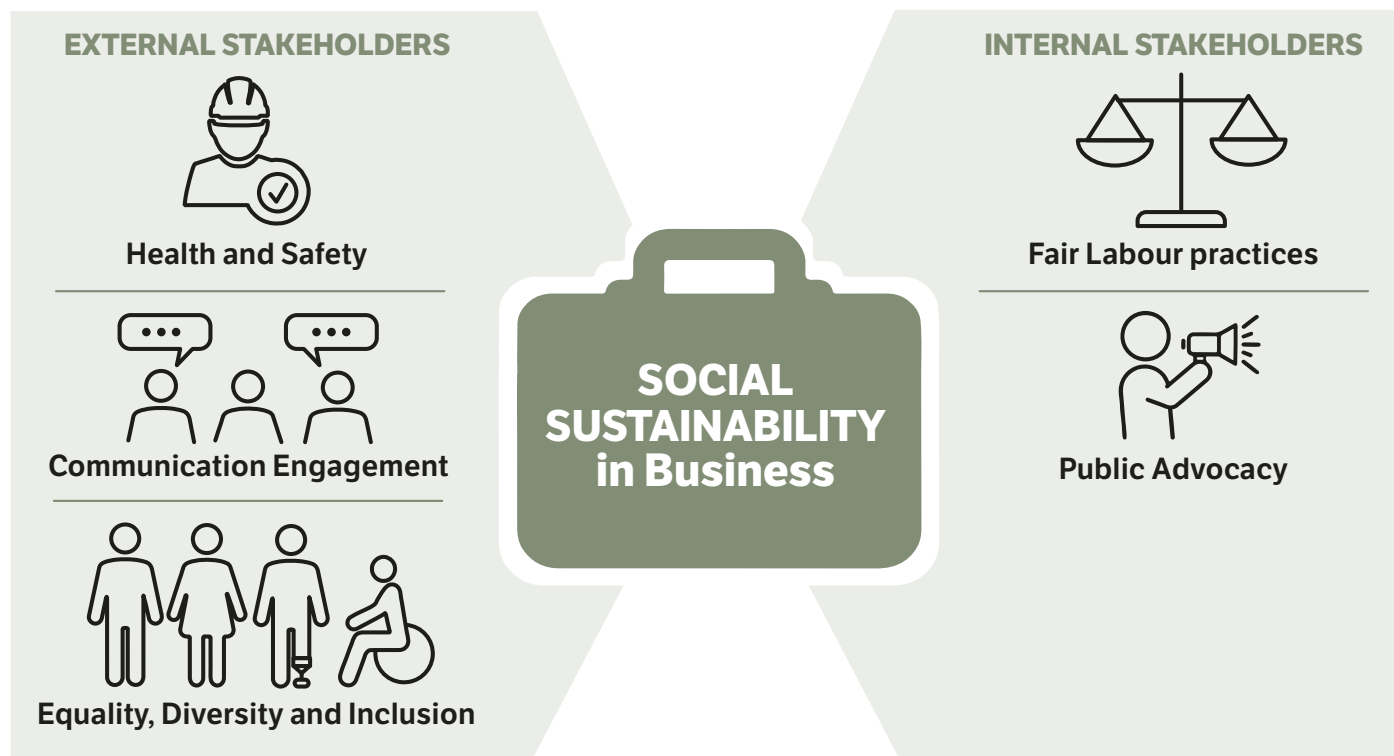 EXTERNAL STAKEHOLDERS
Health and Safety
Communication Engagement
Equality, Diversity and Inclusion
SOCIAL
SUSTAINABILITY
in Business
INTERNAL STAKEHOLDERS
Fair Labour practices
Public Advocacy